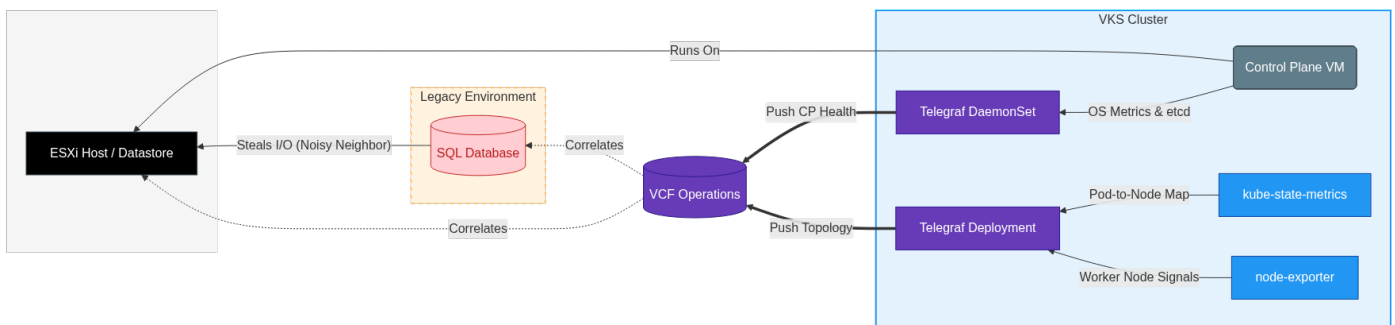 VKS Cluster
Runs On
Control Plane VM
Legacy Environment
Push CP Health
Telegraf DaemonSet
OS Metrics & etcd
ESXi Host / Datastore
Steals I/O (Noisy Neighbor)
SQL Database
Correlates
VCF Operations
Pod-to-Node Map
kube-state-metrics
Correlates
Push Topology
Telegraf Deployment
Worker Node Signals
node-exporter